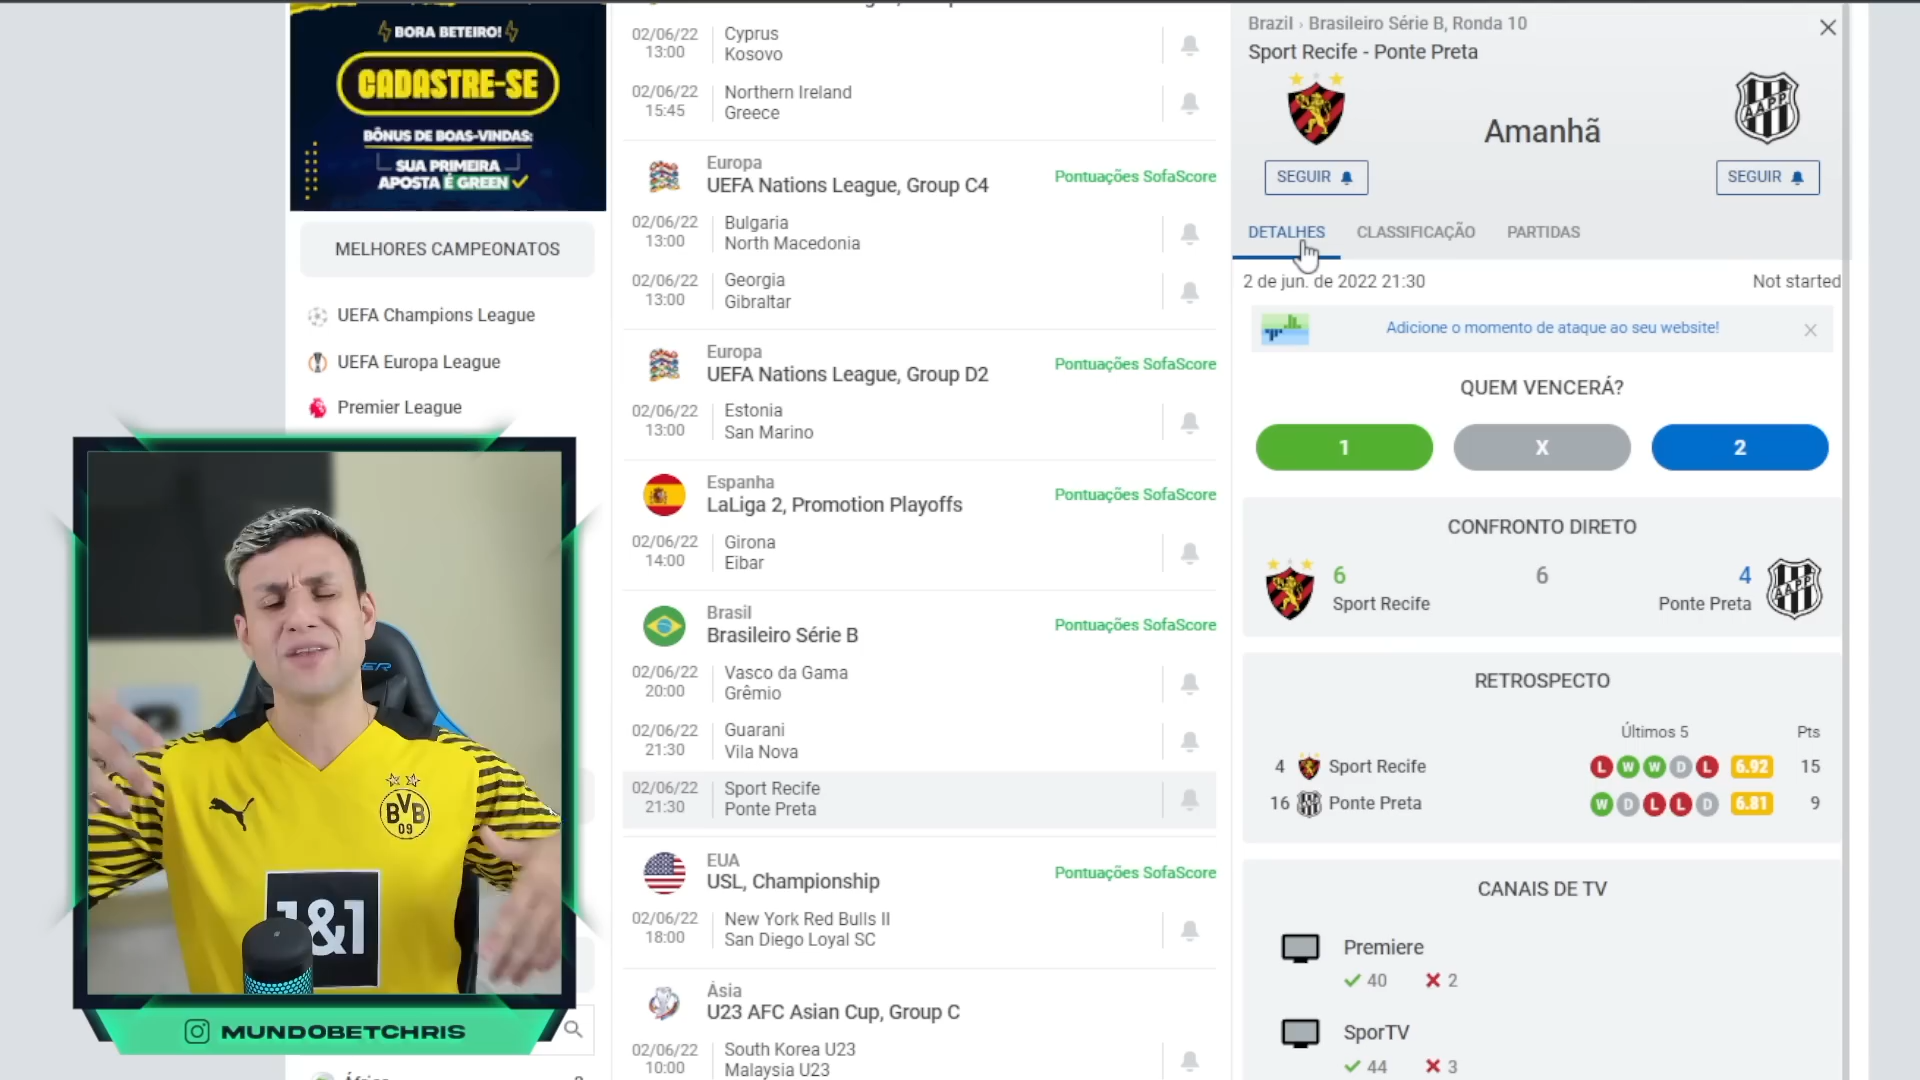 BORA BETEIRO!
CADASTRE-SE
BÔNUS DE BOAS-VINDAS:
SUA PRIMEIRA
APOSTA É GREEN
MELHORES CAMPEONATOS
UEFA Champions League
UEFA Europa League
Premier League
02/06/22
13:00
Cyprus
Kosovo
02/06/22
15:45
Northern Ireland
Greece
Europa
UEFA Nations League, Group C4
Pontuações SofaScore
02/06/22
13:00
Bulgaria
North Macedonia
02/06/22
13:00
Georgia
Gibraltar
Europa
UEFA Nations League, Group D2
Pontuações SofaScore
02/06/22
13:00
Estonia
San Marino
Espanha
LaLiga 2, Promotion Playoffs
Pontuações SofaScore
02/06/22
14:00
Girona
Eibar
Brasil
Brasileiro Série B
Pontuações SofaScore
02/06/22
20:00
Vasco da Gama
Grêmio
02/06/22
21:30
Guarani
Vila Nova
02/06/22
21:30
Sport Recife
Ponte Preta
EUA
USL, Championship
Pontuações SofaScore
02/06/22
18:00
New York Red Bulls II
San Diego Loyal SC
Ásia
U23 AFC Asian Cup, Group C
02/06/22
10:00
South Korea U23
Malaysia U23
Brazil › Brasileiro Série B, Ronda 10
Sport Recife - Ponte Preta
Amanhã
AAPP
SEGUIR
SEGUIR
DETALHES CLASSIFICAÇÃO PARTIDAS
2 de jun. de 2022 21:30 Not started
Adicione o momento de ataque ao seu website!
QUEM VENCERÁ?
1 X 2
CONFRONTO DIRETO
6 6 4
Sport Recife Ponte Preta
AAPP
RETROSPECTO
Últimos 5 Pts
4 Sport Recife L W W D L 6.92 15
16 Ponte Preta W D L L D 6.81 9
CANAIS DE TV
Premiere
40 2
SporTV
44 3
BVB
09
1&1
MUNDOBETCHRIS